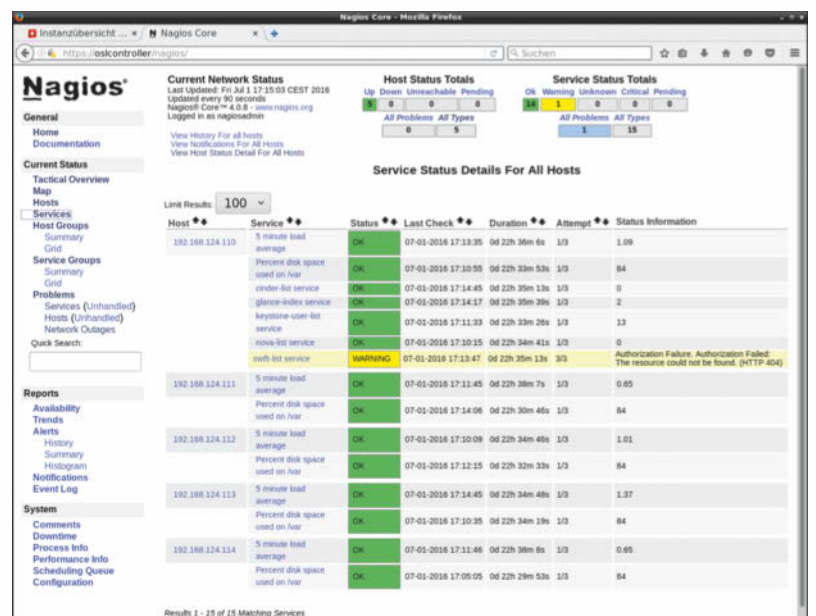 Nagios Core - Mozilla Firefox
Instanzübersicht ... × Nagios Core ×
https://oslcontroller/nagios/
Suchen
Nagios®
General
Home
Documentation
Current Status
Tactical Overview
Map
Hosts
Services
Host Groups
Summary
Grid
Service Groups
Summary
Grid
Problems
Services (Unhandled)
Hosts (Unhandled)
Network Outages
Quick Search:
Reports
Availability
Trends
Alerts
History
Summary
Histogram
Notifications
Event Log
System
Comments
Downtime
Process Info
Performance Info
Scheduling Queue
Configuration
Current Network Status
Last Updated: Fri Jul 1 17:15:03 CEST 2016
Updated every 90 seconds
Nagios® Core™ 4.0.8 - www.nagios.org
Logged in as nagiosadmin
View History For all hosts
View Notifications For All Hosts
View Host Status Detail For All Hosts
Host Status Totals
Up Down Unreachable Pending
5 0 0 0
All Problems All Types
0 5
Service Status Totals
Ok Warning Unknown Critical Pending
14 1 0 0 0
All Problems All Types
1 15
Service Status Details For All Hosts
Limit Results: 100
Host Service Status Last Check Duration Attempt Status Information
192.168.124.110 5 minute load average OK 07-01-2016 17:13:35 0d 22h 36m 6s 1/3 1.09
Percent disk space used on /var OK 07-01-2016 17:10:55 0d 22h 33m 53s 1/3 84
cinder-list service OK 07-01-2016 17:14:45 0d 22h 35m 13s 1/3 0
glance-index service OK 07-01-2016 17:14:17 0d 22h 35m 39s 1/3 2
keystone-user-list service OK 07-01-2016 17:11:33 0d 22h 33m 26s 1/3 13
nova-list service OK 07-01-2016 17:10:15 0d 22h 34m 41s 1/3 0
swift-list service WARNING 07-01-2016 17:13:47 0d 22h 35m 13s 3/3 Authorization Failure. Authorization Failed: The resource could not be found. (HTTP 404)
192.168.124.111 5 minute load average OK 07-01-2016 17:11:45 0d 22h 38m 7s 1/3 0.65
Percent disk space used on /var OK 07-01-2016 17:14:06 0d 22h 30m 46s 1/3 84
192.168.124.112 5 minute load average OK 07-01-2016 17:10:09 0d 22h 34m 46s 1/3 1.01
Percent disk space used on /var OK 07-01-2016 17:12:15 0d 22h 32m 33s 1/3 84
192.168.124.113 5 minute load average OK 07-01-2016 17:14:45 0d 22h 34m 48s 1/3 1.37
Percent disk space used on /var OK 07-01-2016 17:10:35 0d 22h 34m 19s 1/3 84
192.168.124.114 5 minute load average OK 07-01-2016 17:11:46 0d 22h 38m 8s 1/3 0.65
Percent disk space used on /var OK 07-01-2016 17:05:05 0d 22h 29m 53s 1/3 84
Results 1 - 15 of 15 Matching Services